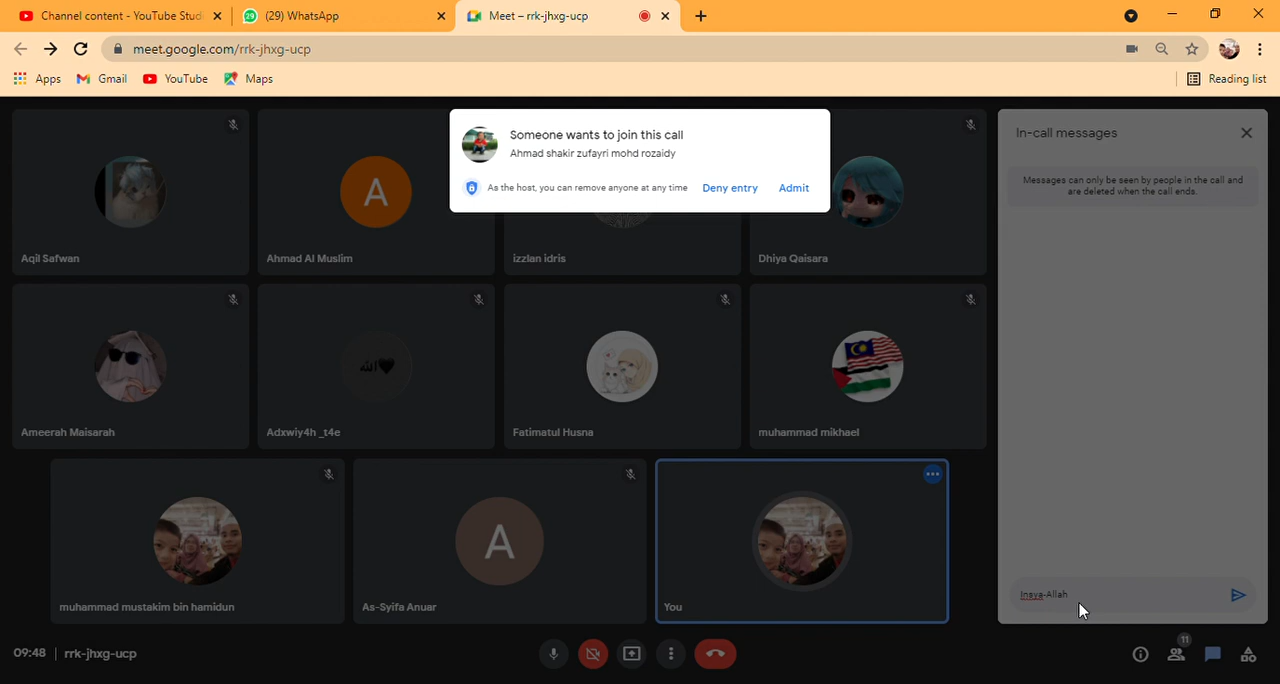 Channel content - YouTube Studi
29
(29) WhatsApp
Meet – rrk-jhxg-ucp
meet.google.com/rrk-jhxg-ucp
Apps
Gmail
YouTube
Maps
Reading list
Someone wants to join this call
Ahmad shakir zufayri mohd rozaidy
As the host, you can remove anyone at any time
Deny entry
Admit
In-call messages
Messages can only be seen by people in the call and
are deleted when the call ends.
A
Aqil Safwan
Ahmad Al Muslim
izzlan idris
Dhiya Qaisara
الله
Ameerah Maisarah
Adxwiy4h _t4e
Fatimatul Husna
muhammad mikhael
A
muhammad mustakim bin hamidun
As-Syifa Anuar
You
Insya-Allah
09:48 | rrk-jhxg-ucp
11